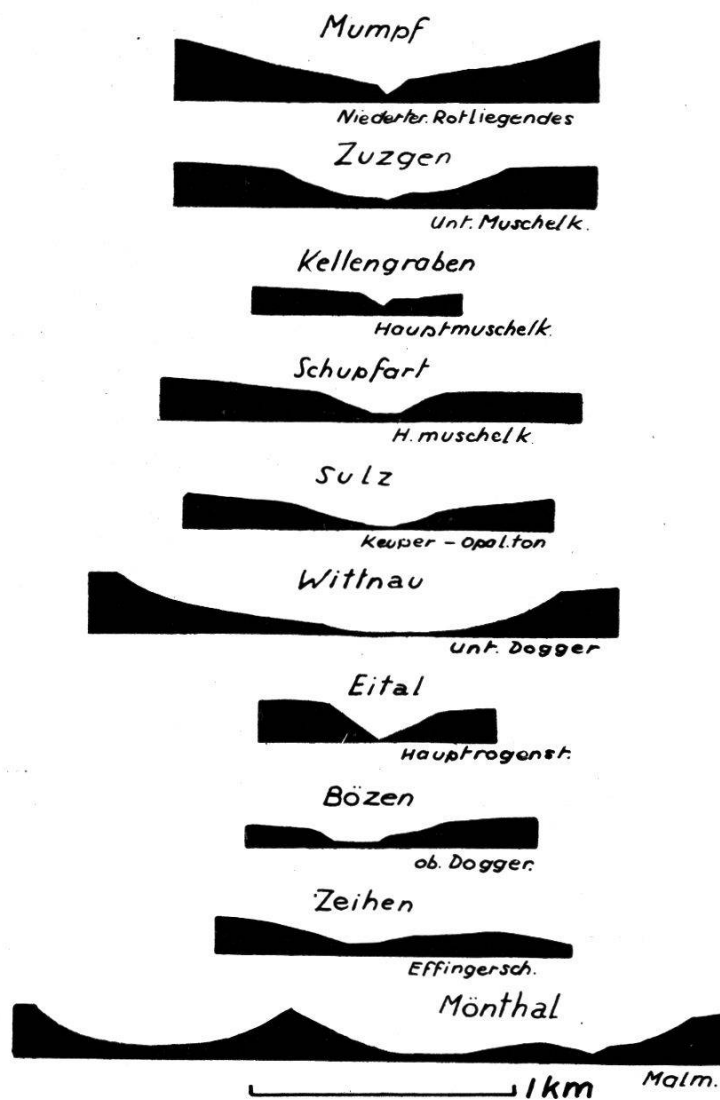 Mumpf
Niederter. Rotliegendes
Zuzgen
Unt. Muschelk.
Kellengraben
Hauptmuschelk.
Schupfart
H. muschelk
Sulz
Keuper - Opal.ton
Wittnau
Unt. Dogger
Eital
Hauptrogenst.
Bözen
ob. Dogger.
Zeihen
Effingersch.
Mönthal
Malm.
1 km